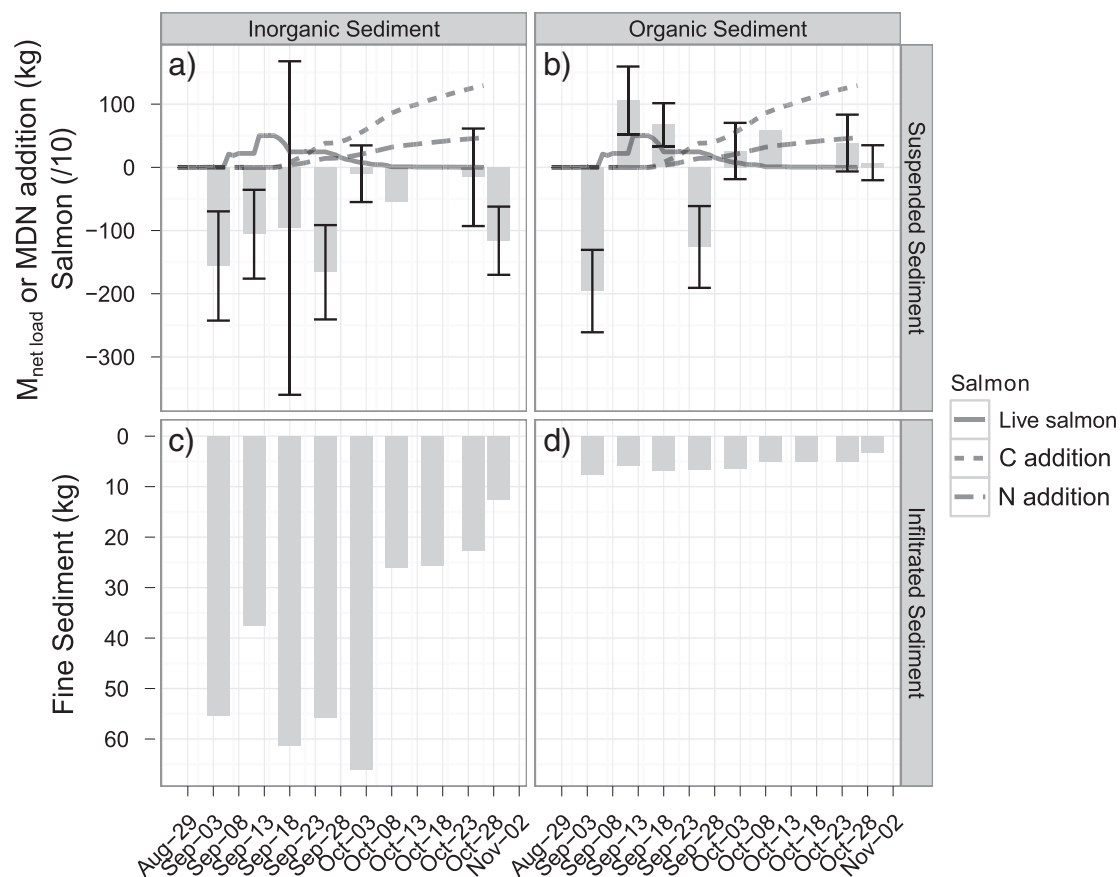 Inorganic Sediment
Organic Sediment
a)
b)
M net load or MDN addition (kg)
Salmon (/10)
100
0
−100
−200
−300
Suspended Sediment
c)
d)
Fine Sediment (kg)
0
10
20
30
40
50
60
Infiltrated Sediment
Aug−29
Sep−03
Sep−08
Sep−13
Sep−18
Sep−23
Sep−28
Oct−03
Oct−08
Oct−13
Oct−18
Oct−23
Oct−28
Nov−02
Aug−29
Sep−03
Sep−08
Sep−13
Sep−18
Sep−23
Sep−28
Oct−03
Oct−08
Oct−13
Oct−18
Oct−23
Oct−28
Nov−02
Salmon
Live salmon
C addition
N addition